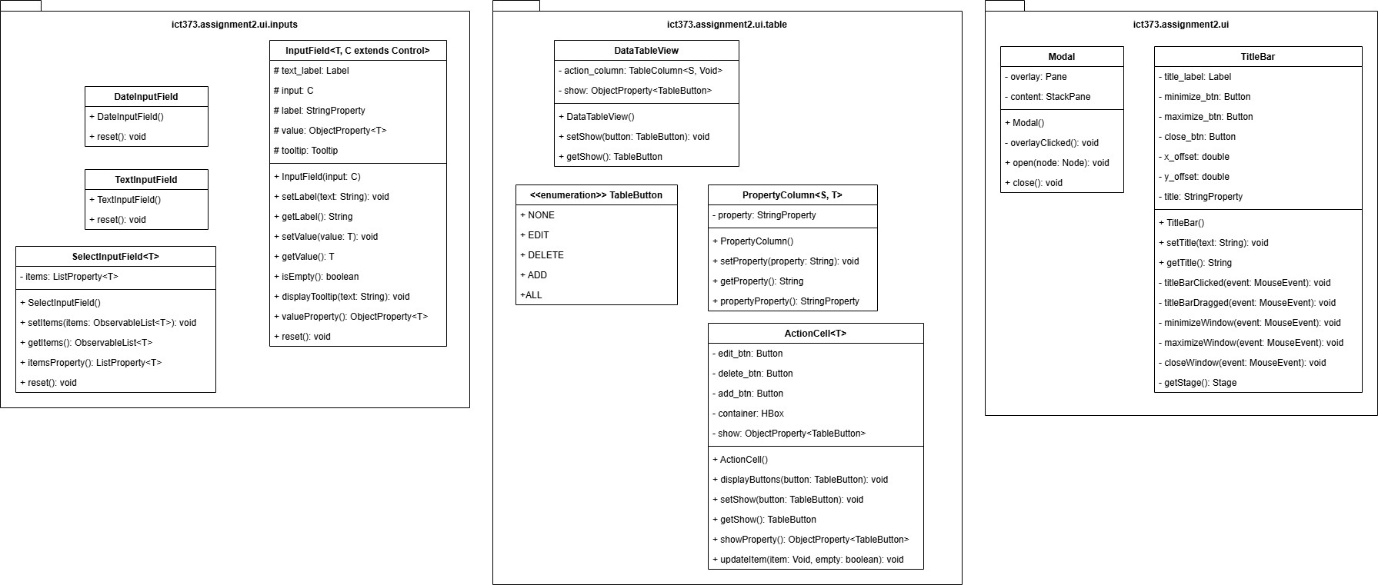 ict373.assignment2.ui.inputs
DateInputField
+ DateInputField()
+ reset(): void
TextInputField
+ TextInputField()
+ reset(): void
SelectInputField<T>
- items: ListProperty<T>
+ SelectInputField()
+ setItems(items: ObservableList<T>): void
+ getItems(): ObservableList<T>
+ itemsProperty(): ListProperty<T>
+ reset(): void
InputField<T, C extends Control>
# text_label: Label
# input: C
# label: StringProperty
# value: ObjectProperty<T>
# tooltip: Tooltip
+ InputField(input: C)
+ setLabel(text: String): void
+ getLabel(): String
+ setValue(value: T): void
+ getValue(): T
+ isEmpty(): boolean
+ displayTooltip(text: String): void
+ valueProperty(): ObjectProperty<T>
+ reset(): void
ict373.assignment2.ui.table
DataTableView
- action_column: TableColumn<S, Void>
- show: ObjectProperty<TableButton>
+ DataTableView()
+ setShow(button: TableButton): void
+ getShow(): TableButton
<<enumeration>> TableButton
+ NONE
+ EDIT
+ DELETE
+ ADD
+ALL
PropertyColumn<S, T>
- property: StringProperty
+ PropertyColumn()
+ setProperty(property: String): void
+ getProperty(): String
+ propertyProperty(): StringProperty
ActionCell<T>
- edit_btn: Button
- delete_btn: Button
- add_btn: Button
- container: HBox
- show: ObjectProperty<TableButton>
+ ActionCell()
+ displayButtons(button: TableButton): void
+ setShow(button: TableButton): void
+ getShow(): TableButton
+ showProperty(): ObjectProperty<TableButton>
+ updateItem(item: Void, empty: boolean): void
ict373.assignment2.ui
Modal
- overlay: Pane
- content: StackPane
+ Modal()
- overlayClicked(): void
+ open(node: Node): void
+ close(): void
TitleBar
- title_label: Label
- minimize_btn: Button
- maximize_btn: Button
- close_btn: Button
- x_offset: double
- y_offset: double
- title: StringProperty
+ TitleBar()
+ setTitle(text: String): void
+ getTitle(): String
- titleBarClicked(event: MouseEvent): void
- titleBarDragged(event: MouseEvent): void
- minimizeWindow(event: MouseEvent): void
- maximizeWindow(event: MouseEvent): void
- closeWindow(event: MouseEvent): void
- getStage(): Stage